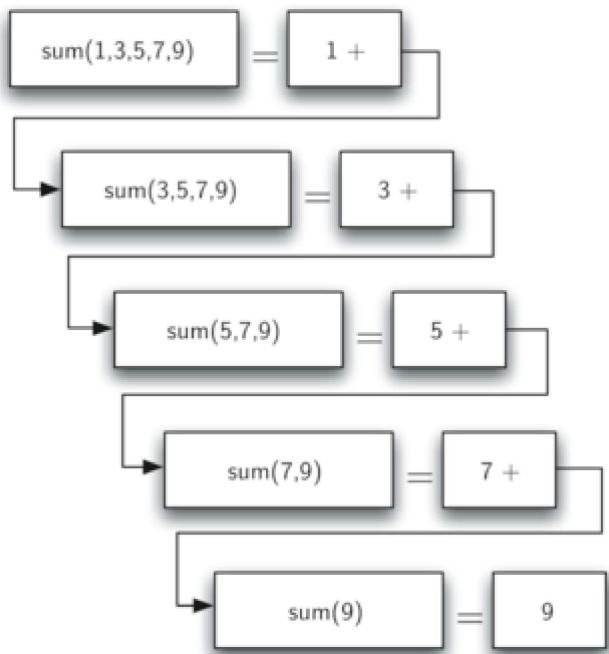 sum(1,3,5,7,9) = 1 +
sum(3,5,7,9) = 3 +
sum(5,7,9) = 5 +
sum(7,9) = 7 +
sum(9) = 9